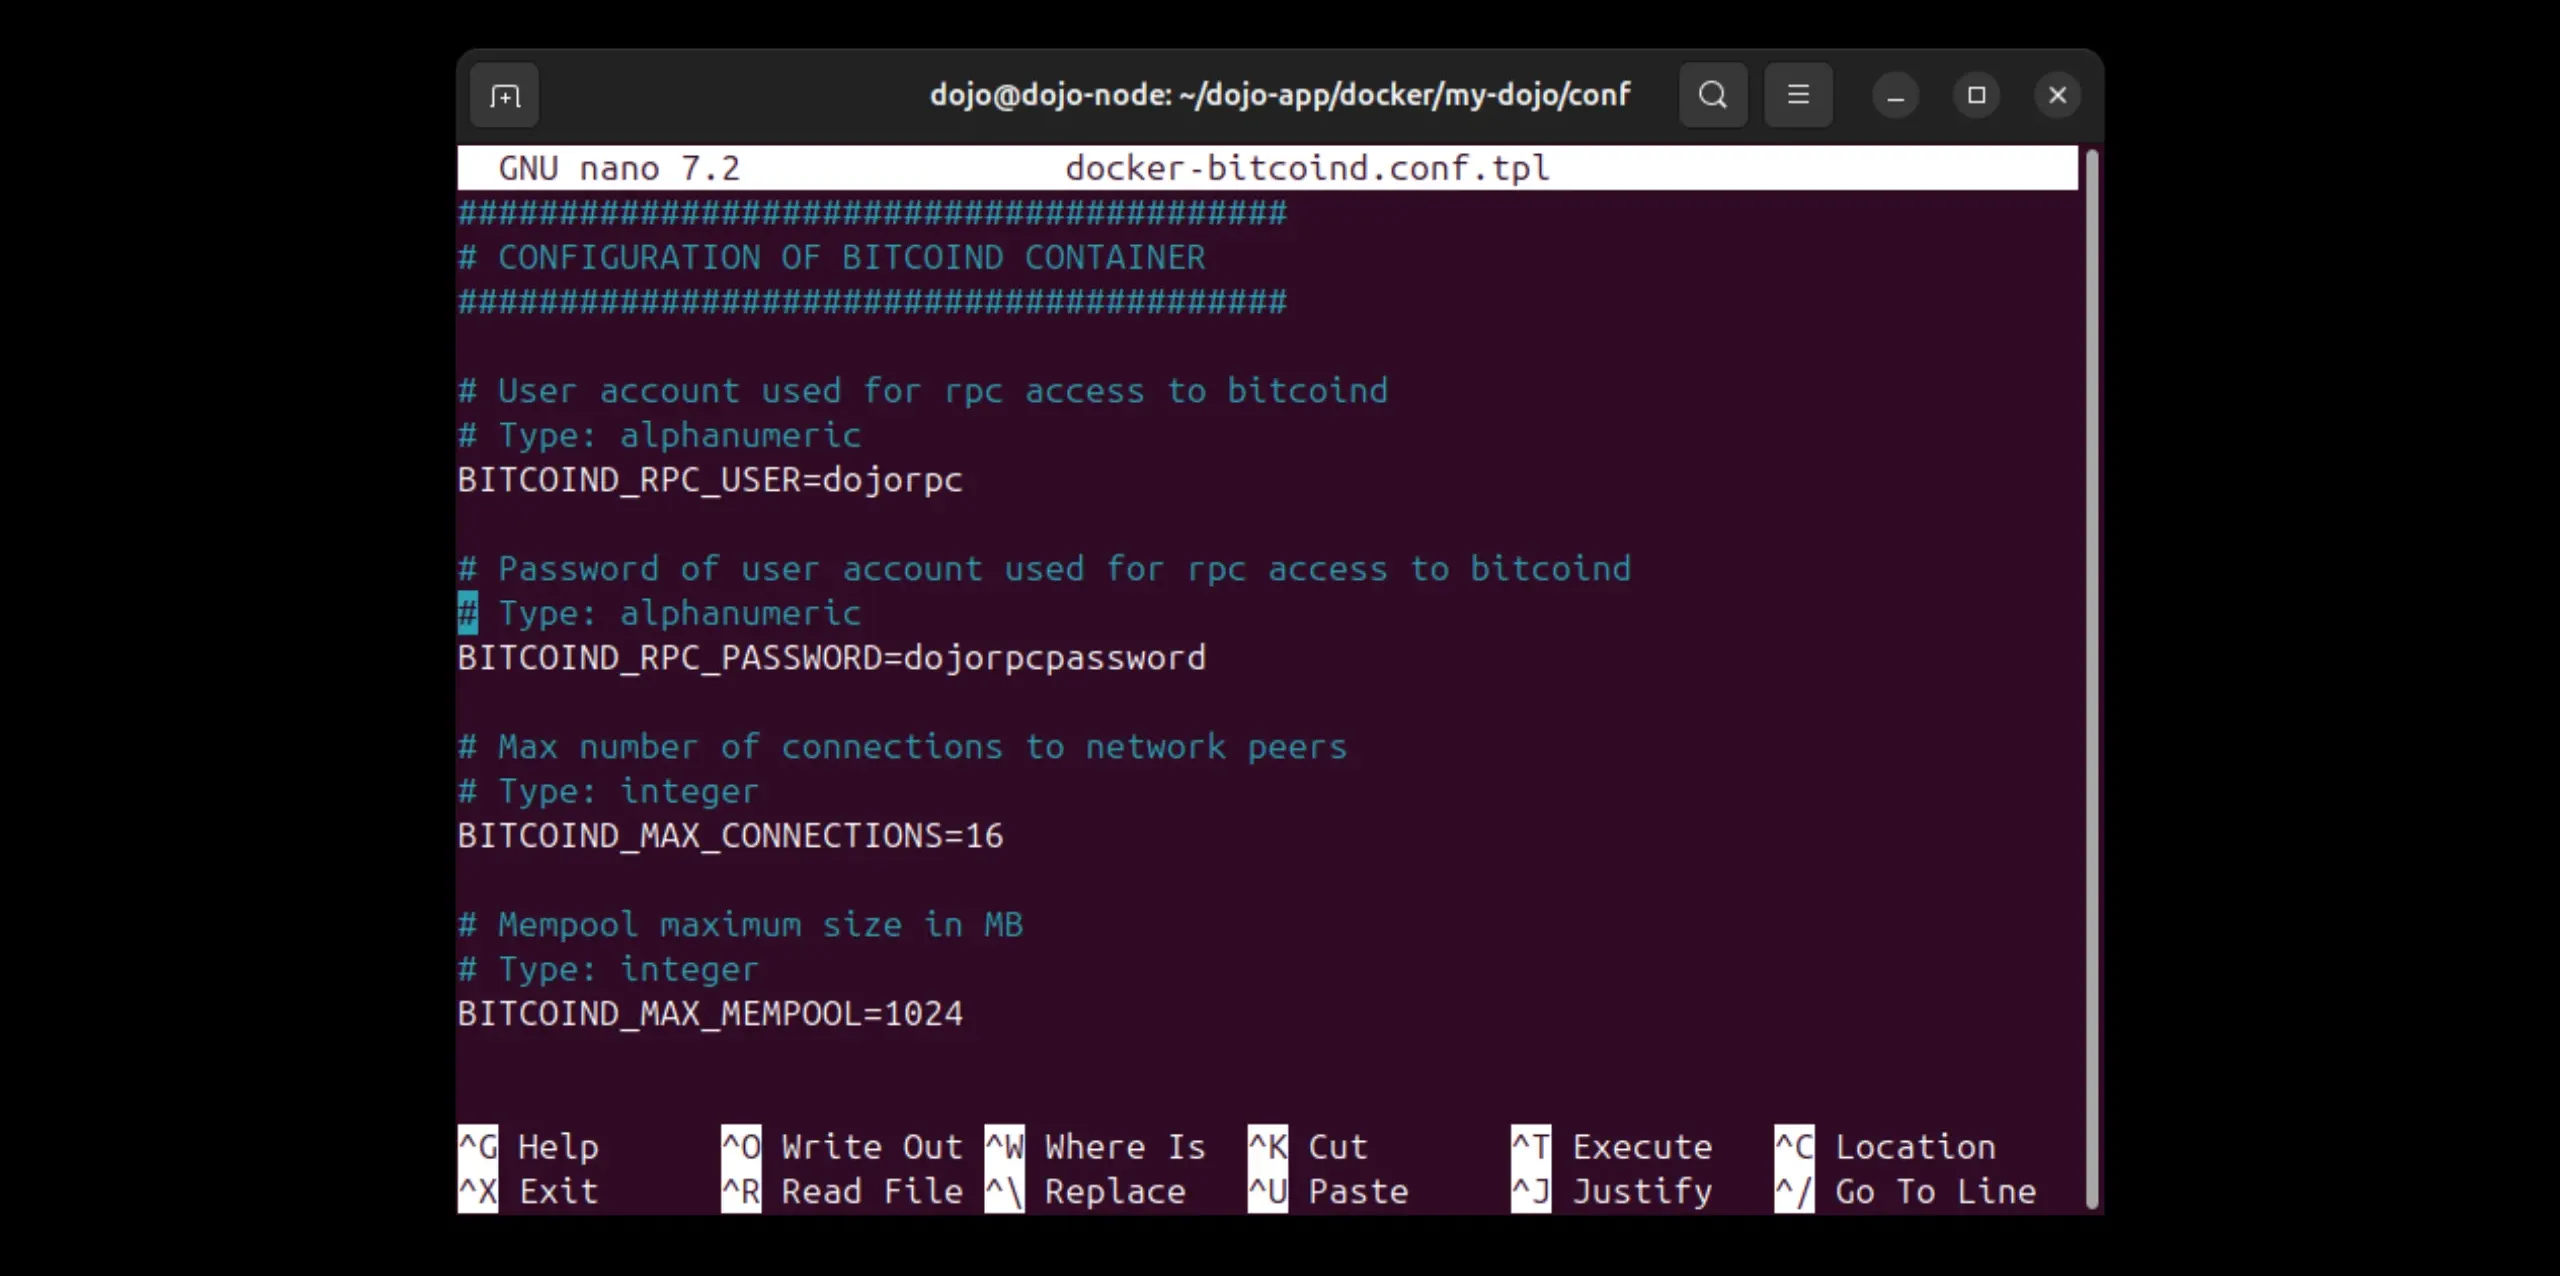 dojo@dojo-node: ~/dojo-app/docker/my-dojo/conf
GNU nano 7.2 docker-bitcoind.conf.tpl
#########################################
# CONFIGURATION OF BITCOIND CONTAINER
#########################################
# User account used for rpc access to bitcoind
# Type: alphanumeric
BITCOIND_RPC_USER=dojorpc
# Password of user account used for rpc access to bitcoind
# Type: alphanumeric
BITCOIND_RPC_PASSWORD=dojorpcpassword
# Max number of connections to network peers
# Type: integer
BITCOIND_MAX_CONNECTIONS=16
# Mempool maximum size in MB
# Type: integer
BITCOIND_MAX_MEMPOOL=1024
^G Help ^O Write Out ^W Where Is ^K Cut ^T Execute ^C Location
^X Exit ^R Read File ^\ Replace ^U Paste ^J Justify ^/ Go To Line